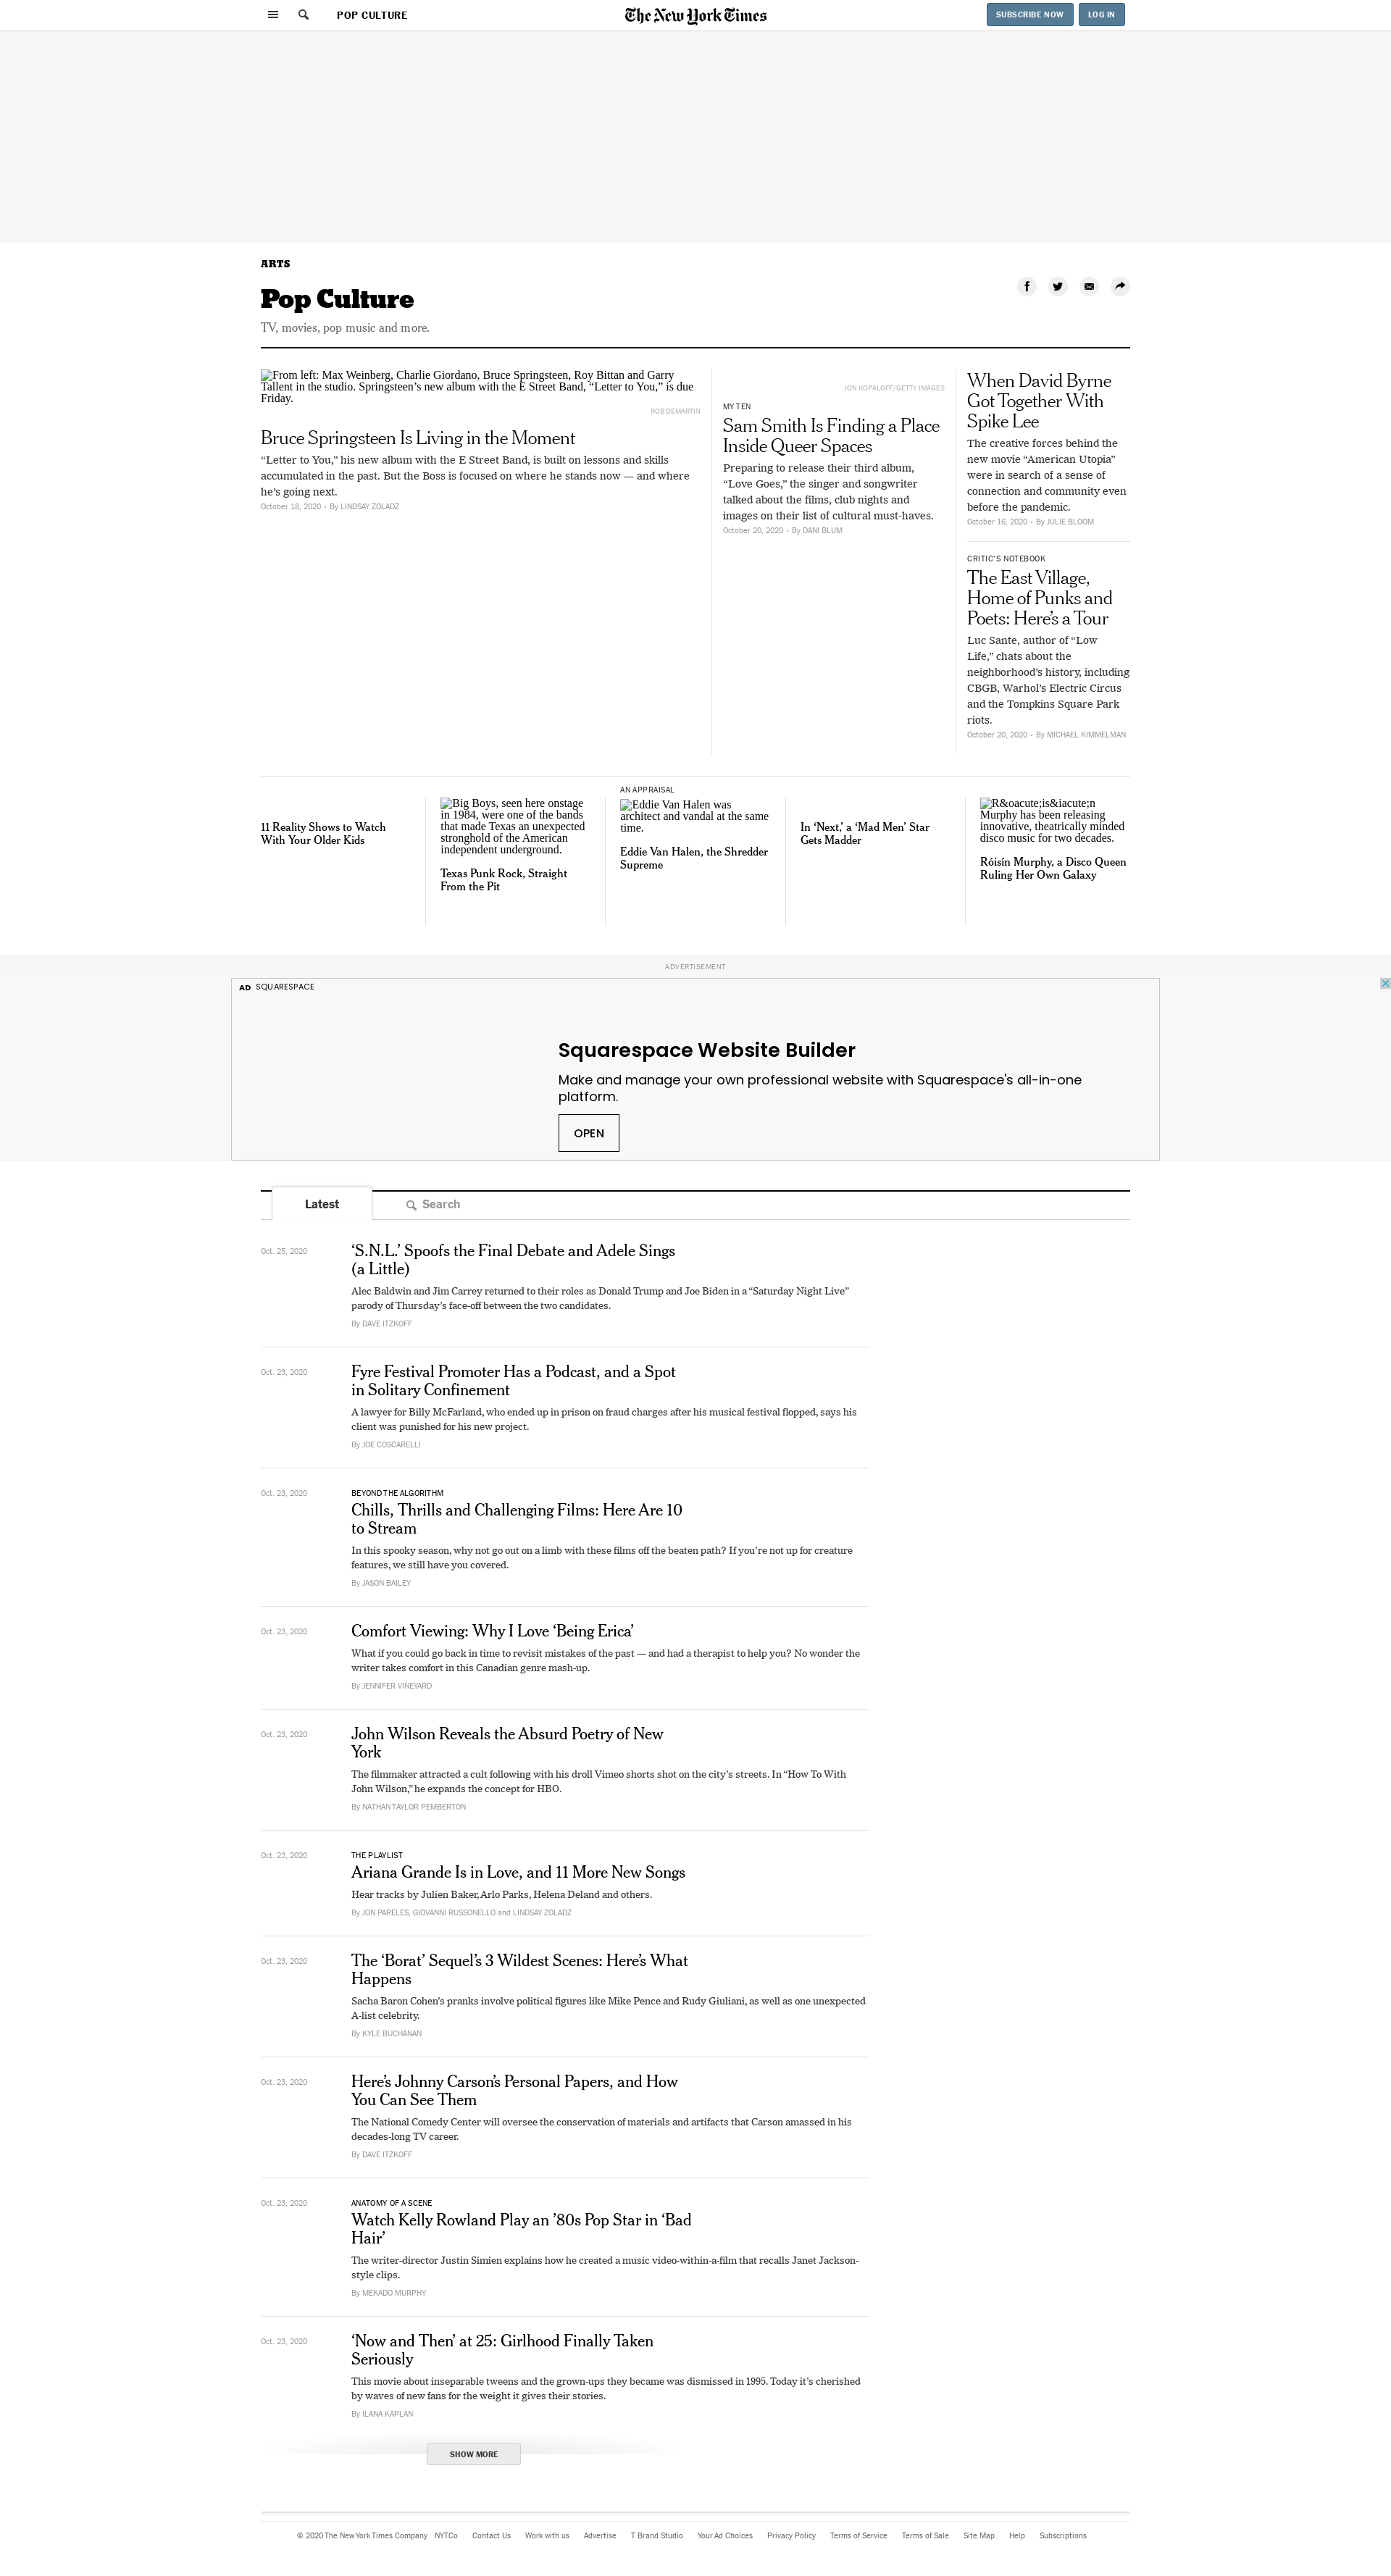 POP CULTURE
The New York Times
SUBSCRIBE NOW
LOG IN
ARTS
Pop Culture
TV, movies, pop music and more.
From left: Max Weinberg, Charlie Giordano, Bruce Springsteen, Roy Bittan and Garry
Tallent in the studio. Springsteen’s new album with the E Street Band, “Letter to You,” is due
Friday.
ROB DEMARTIN
Bruce Springsteen Is Living in the Moment
“Letter to You,” his new album with the E Street Band, is built on lessons and skills
accumulated in the past. But the Boss is focused on where he stands now — and where
he’s going next.
October 18, 2020 • By LINDSAY ZOLADZ
JON KOPALOFF/GETTY IMAGES
MY TEN
Sam Smith Is Finding a Place
Inside Queer Spaces
Preparing to release their third album,
“Love Goes,” the singer and songwriter
talked about the films, club nights and
images on their list of cultural must-haves.
October 20, 2020 • By DANI BLUM
When David Byrne
Got Together With
Spike Lee
The creative forces behind the
new movie “American Utopia”
were in search of a sense of
connection and community even
before the pandemic.
October 16, 2020 • By JULIE BLOOM
CRITIC’S NOTEBOOK
The East Village,
Home of Punks and
Poets: Here’s a Tour
Luc Sante, author of “Low
Life,” chats about the
neighborhood’s history, including
CBGB, Warhol’s Electric Circus
and the Tompkins Square Park
riots.
October 20, 2020 • By MICHAEL KIMMELMAN
11 Reality Shows to Watch
With Your Older Kids
Big Boys, seen here onstage
in 1984, were one of the bands
that made Texas an unexpected
stronghold of the American
independent underground.
Texas Punk Rock, Straight
From the Pit
AN APPRAISAL
Eddie Van Halen was
architect and vandal at the same
time.
Eddie Van Halen, the Shredder
Supreme
In ‘Next,’ a ‘Mad Men’ Star
Gets Madder
R&oacute;is&iacute;n
Murphy has been releasing
innovative, theatrically minded
disco music for two decades.
Róisín Murphy, a Disco Queen
Ruling Her Own Galaxy
ADVERTISEMENT
AD SQUARESPACE
Squarespace Website Builder
Make and manage your own professional website with Squarespace's all-in-one
platform.
OPEN
Latest
Search
Oct. 25, 2020
‘S.N.L.’ Spoofs the Final Debate and Adele Sings
(a Little)
Alec Baldwin and Jim Carrey returned to their roles as Donald Trump and Joe Biden in a “Saturday Night Live”
parody of Thursday’s face-off between the two candidates.
By DAVE ITZKOFF
Oct. 23, 2020
Fyre Festival Promoter Has a Podcast, and a Spot
in Solitary Confinement
A lawyer for Billy McFarland, who ended up in prison on fraud charges after his musical festival flopped, says his
client was punished for his new project.
By JOE COSCARELLI
Oct. 23, 2020
BEYOND THE ALGORITHM
Chills, Thrills and Challenging Films: Here Are 10
to Stream
In this spooky season, why not go out on a limb with these films off the beaten path? If you’re not up for creature
features, we still have you covered.
By JASON BAILEY
Oct. 23, 2020
Comfort Viewing: Why I Love ‘Being Erica’
What if you could go back in time to revisit mistakes of the past — and had a therapist to help you? No wonder the
writer takes comfort in this Canadian genre mash-up.
By JENNIFER VINEYARD
Oct. 23, 2020
John Wilson Reveals the Absurd Poetry of New
York
The filmmaker attracted a cult following with his droll Vimeo shorts shot on the city’s streets. In “How To With
John Wilson,” he expands the concept for HBO.
By NATHAN TAYLOR PEMBERTON
Oct. 23, 2020
THE PLAYLIST
Ariana Grande Is in Love, and 11 More New Songs
Hear tracks by Julien Baker, Arlo Parks, Helena Deland and others.
By JON PARELES, GIOVANNI RUSSONELLO and LINDSAY ZOLADZ
Oct. 23, 2020
The ‘Borat’ Sequel’s 3 Wildest Scenes: Here’s What
Happens
Sacha Baron Cohen’s pranks involve political figures like Mike Pence and Rudy Giuliani, as well as one unexpected
A-list celebrity.
By KYLE BUCHANAN
Oct. 23, 2020
Here’s Johnny Carson’s Personal Papers, and How
You Can See Them
The National Comedy Center will oversee the conservation of materials and artifacts that Carson amassed in his
decades-long TV career.
By DAVE ITZKOFF
Oct. 23, 2020
ANATOMY OF A SCENE
Watch Kelly Rowland Play an ’80s Pop Star in ‘Bad
Hair’
The writer-director Justin Simien explains how he created a music video-within-a-film that recalls Janet Jackson-
style clips.
By MEKADO MURPHY
Oct. 23, 2020
‘Now and Then’ at 25: Girlhood Finally Taken
Seriously
This movie about inseparable tweens and the grown-ups they became was dismissed in 1995. Today it’s cherished
by waves of new fans for the weight it gives their stories.
By ILANA KAPLAN
SHOW MORE
© 2020 The New York Times Company NYTCo Contact Us Work with us Advertise T Brand Studio Your Ad Choices Privacy Policy Terms of Service Terms of Sale Site Map Help Subscriptions